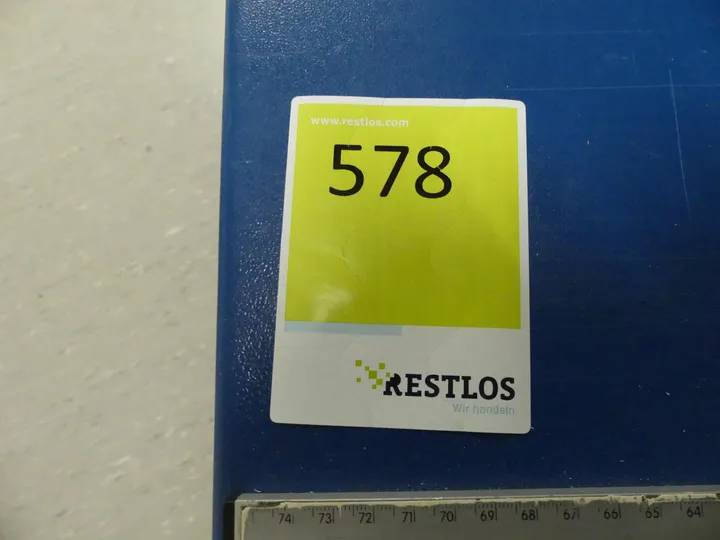 www.restlos.com
578
RESTLOS
Wir handeln.
74 73 72 71 70 69 68 67 66 65 64